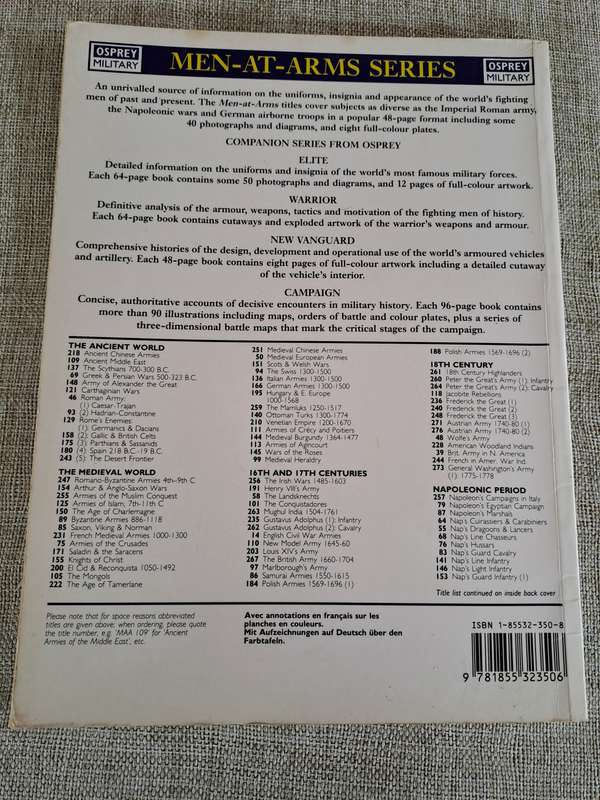 OSPREY
MILITARY
MEN-AT-ARMS SERIES
OSPREY
MILITARY
An unrivalled source of information on the uniforms, insignia and appearance of the world's fighting
men of past and present. The Men-at-Arms titles cover subjects as diverse as the Imperial Roman army,
the Napoleonic wars and German airborne troops in a popular 48-page format including some
40 photographs and diagrams, and eight full-colour plates.
COMPANION SERIES FROM OSPREY
ELITE
Detailed information on the uniforms and insignia of the world's most famous military forces.
Each 64-page book contains some 50 photographs and diagrams, and 12 pages of full-colour artwork.
WARRIOR
Definitive analysis of the armour, weapons, tactics and motivation of the fighting men of history.
Each 64-page book contains cutaways and exploded artwork of the warrior's weapons and armour.
NEW VANGUARD
Comprehensive histories of the design, development and operational use of the world's armoured vehicles
and artillery. Each 48-page book contains eight pages of full-colour artwork including a detailed cutaway
of the vehicle's interior.
CAMPAIGN
Concise, authoritative accounts of decisive encounters in military history. Each 96-page book contains
more than 90 illustrations including maps, orders of battle and colour plates, plus a series of
three-dimensional battle maps that mark the critical stages of the campaign.
THE ANCIENT WORLD
218 Ancient Chinese Armies
109 Ancient Middle East
137 The Scythians 700-300 B.C.
69 Greek & Persian Wars 500-323 B.C.
148 Army of Alexander the Great
121 Carthaginian Wars
46 Roman Army:
(1) Caesar-Trajan
93 (2) Hadrian-Constantine
129 Rome's Enemies:
(1) Germanics & Dacians
158 (2): Gallic & British Celts
175 (3): Parthians & Sassanids
180 (4): Spain 218 B.C.-19 B.C.
243 (5): The Desert Frontier
THE MEDIEVAL WORLD
247 Romano-Byzantine Armies 4th-9th C
154 Arthur & Anglo-Saxon Wars
255 Armies of the Muslim Conquest
125 Armies of Islam, 7th-11th C
150 The Age of Charlemagne
89 Byzantine Armies 886-1118
85 Saxon, Viking & Norman
231 French Medieval Armies 1000-1300
75 Armies of the Crusades
171 Saladin & the Saracens
155 Knights of Christ
200 El Cid & Reconquista 1050-1492
105 The Mongols
222 The Age of Tamerlane
251 Medieval Chinese Armies
50 Medieval European Armies
151 Scots & Welsh Wars
94 The Swiss 1300-1500
136 Italian Armies 1300-1500
166 German Armies 1300-1500
195 Hungary & E. Europe
1000-1568
259 The Mamluks 1250-1517
140 Ottoman Turks 1300-1774
210 Venetian Empire 1200-1670
111 Armies of Crécy and Poitiers
144 Medieval Burgundy 1364-1477
113 Armies of Agincourt
145 Wars of the Roses
99 Medieval Heraldry
16TH AND 17TH CENTURIES
256 The Irish Wars 1485-1603
191 Henry VIII's Army
58 The Landsknechts
101 The Conquistadores
263 Mughul India 1504-1761
235 Gustavus Adolphus (1): Infantry
262 Gustavus Adolphus (2): Cavalry
14 English Civil War Armies
110 New Model Army 1645-60
203 Louis XIV's Army
267 The British Army 1660-1704
97 Marlborough's Army
86 Samurai Armies 1550-1615
184 Polish Armies 1569-1696 (1)
188 Polish Armies 1569-1696 (2)
18TH CENTURY
261 18th Century Highlanders
260 Peter the Great's Army (1): Infantry
264 Peter the Great's Army (2): Cavalry
118 Jacobite Rebellions
236 Frederick the Great (1)
240 Frederick the Great (2)
248 Frederick the Great (3)
271 Austrian Army 1740-80 (1)
276 Austrian Army 1740-80 (2)
48 Wolfe's Army
228 American Woodland Indians
39 Brit. Army in N. America
244 French in Amer. War Ind.
273 General Washington's Army
(1): 1775-1778
NAPOLEONIC PERIOD
257 Napoleon's Campaigns in Italy
79 Napoleon's Egyptian Campaign
87 Napoleon's Marshals
64 Nap's Cuirassiers & Carabiniers
55 Nap's Dragoons & Lancers
68 Nap's Line Chasseurs
76 Nap's Hussars
83 Nap's Guard Cavalry
141 Nap's Line Infantry
146 Nap's Light Infantry
153 Nap's Guard Infantry (1)
Title list continued on inside back cover
Please note that for space reasons abbreviated
titles are given above; when ordering, please quote
the title number, e.g. 'MAA 109' for 'Ancient
Armies of the Middle East', etc.
Avec annotations en français sur les
planches en couleurs.
Mit Aufzeichnungen auf Deutsch über den
Farbtafeln.
ISBN 1-85532-350-8
9 781855 323506